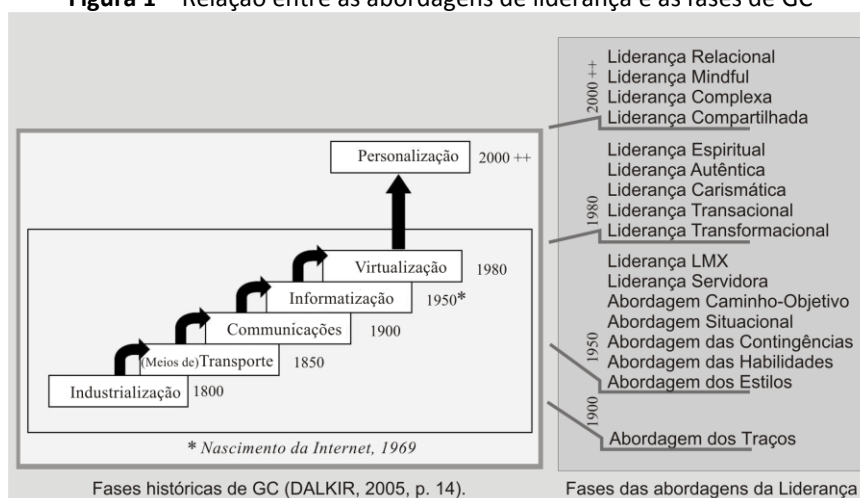 Figura 1 – Relação entre as abordagens de liderança e as fases de GC
Personalização 2000 ++
Virtualização 1980
Informatização 1950*
Communicações 1900
(Meios de)Transporte 1850
Industrialização 1800
* Nascimento da Internet, 1969
Fases históricas de GC (DALKIR, 2005, p. 14).
2000 ++
Liderança Relacional
Liderança Mindful
Liderança Complexa
Liderança Compartilhada
1980
Liderança Espiritual
Liderança Autêntica
Liderança Carismática
Liderança Transacional
Liderança Transformacional
1950
Liderança LMX
Liderança Servidora
Abordagem Caminho-Objetivo
Abordagem Situacional
Abordagem das Contingências
Abordagem das Habilidades
Abordagem dos Estilos
1900
Abordagem dos Traços
Fases das abordagens da Liderança